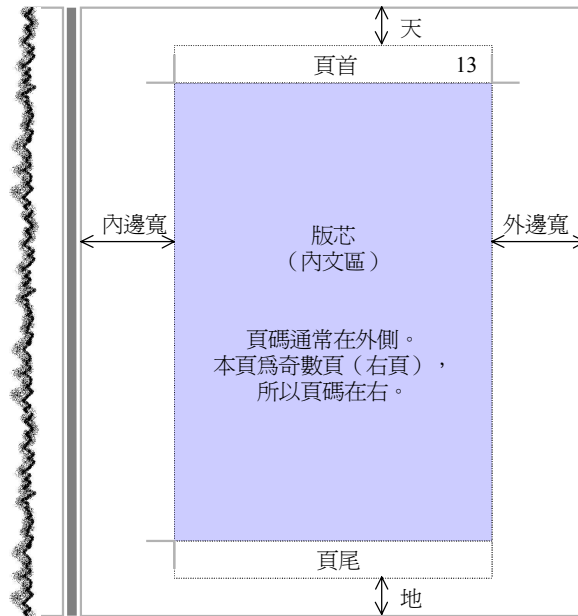 天
頁首 13
內邊寬
外邊寬
版芯
（內文區）
頁碼通常在外側。
本頁為奇數頁（右頁），
所以頁碼在右。
頁尾
地